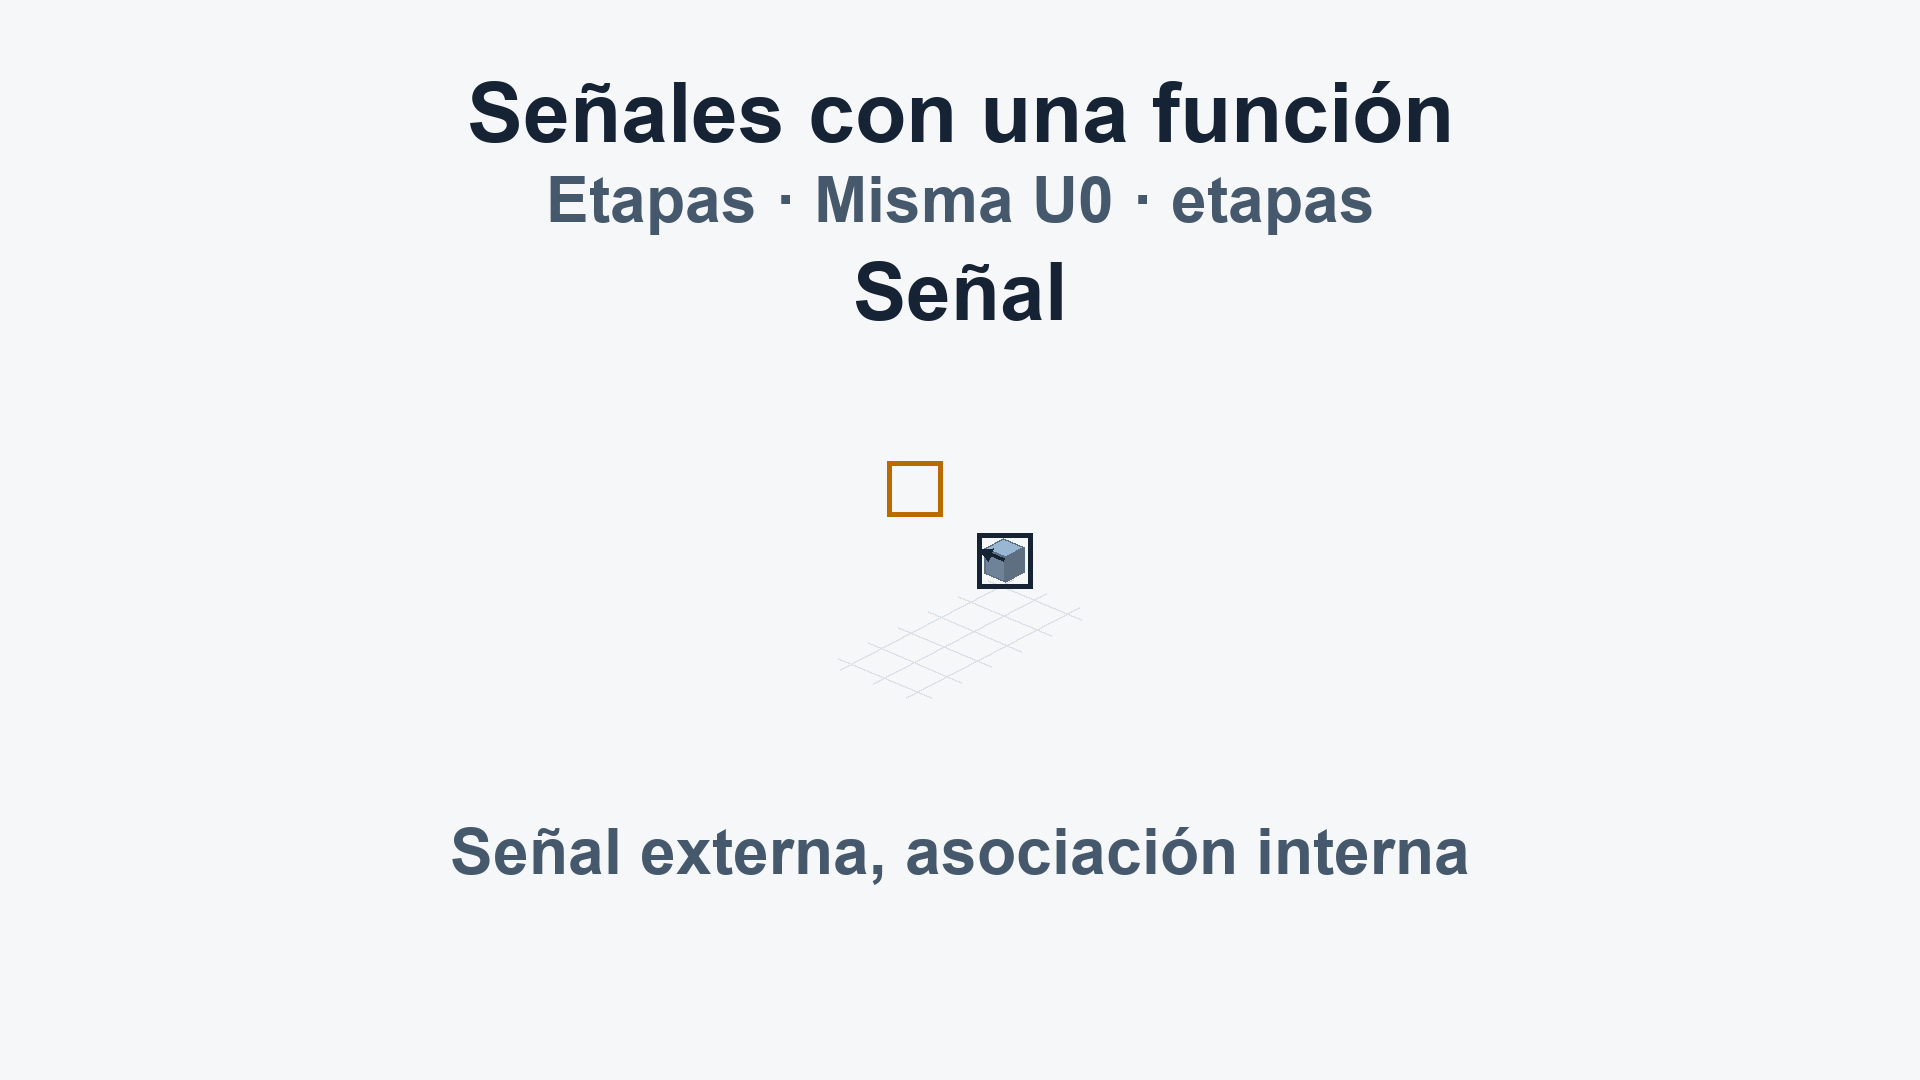 Señales con una función
Etapas · Misma U0 · etapas
Señal
Señal externa, asociación interna